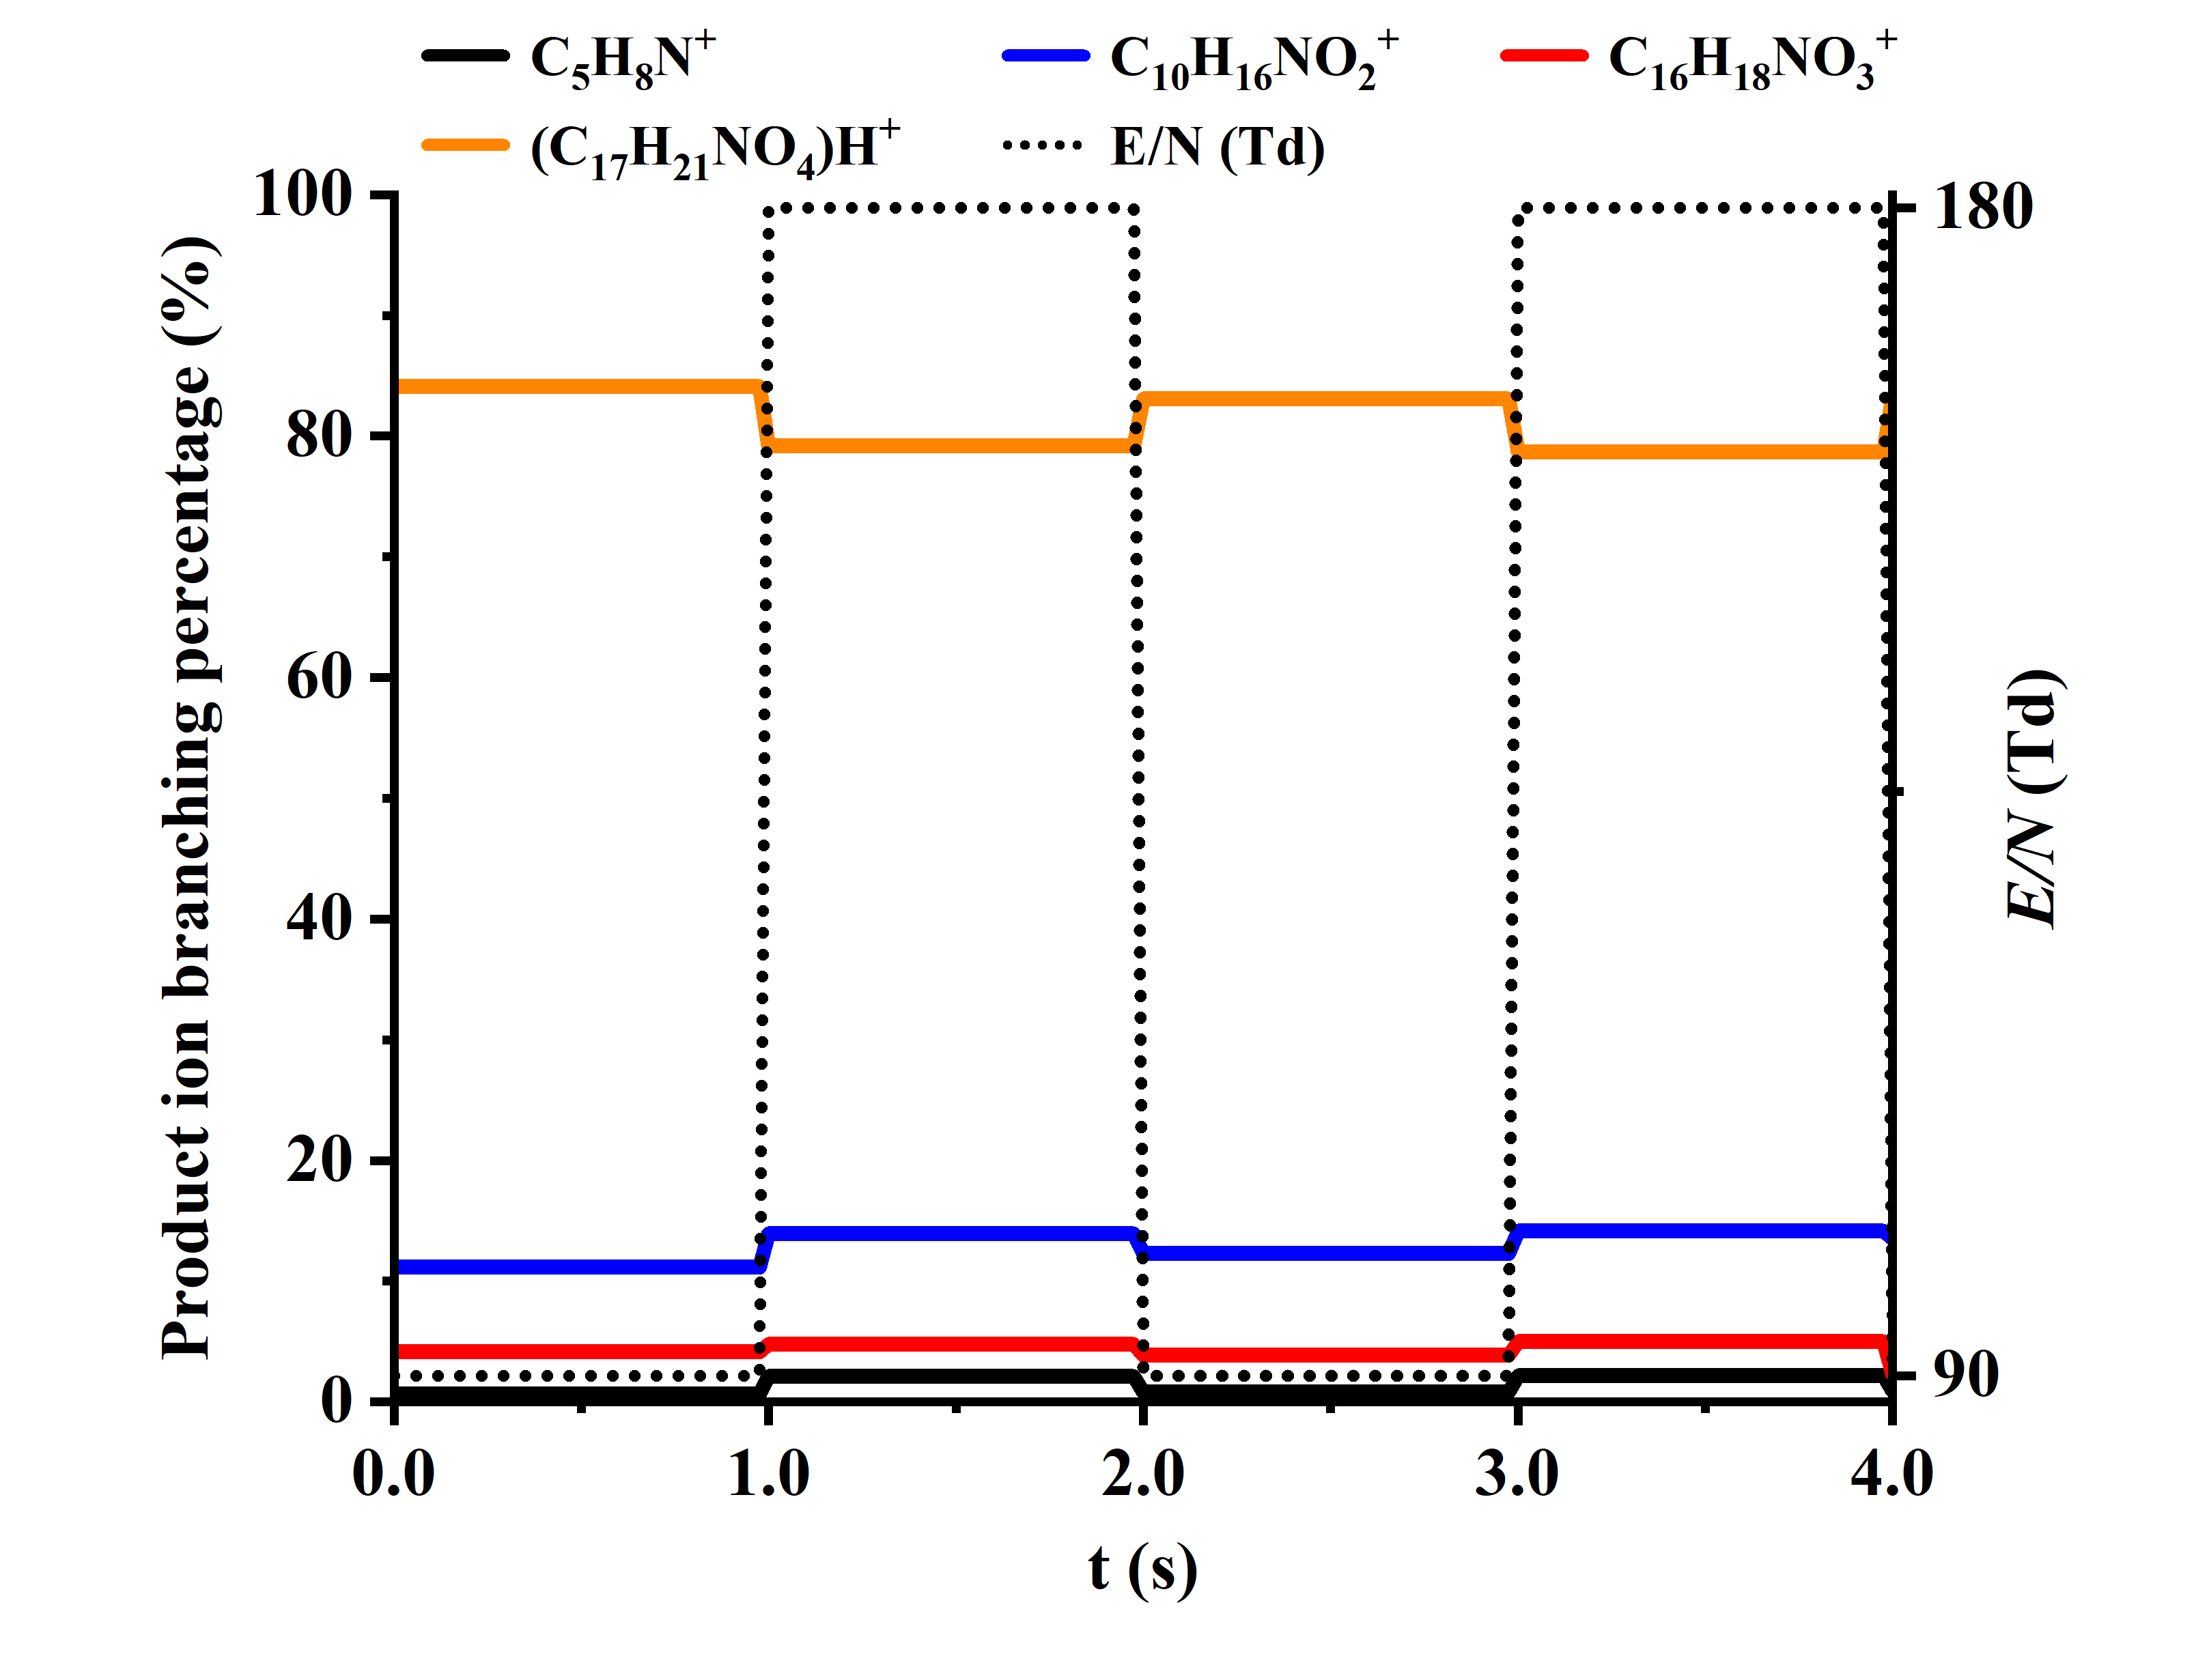 C₅H₈N⁺ C₁₀H₁₆NO₂⁺ C₁₆H₁₈NO₃⁺
(C₁₇H₂₁NO₄)H⁺ E/N (Td)
Product ion branching percentage (%)
100
80
60
40
20
0
180
90
E/N (Td)
0.0 1.0 2.0 3.0 4.0
t (s)